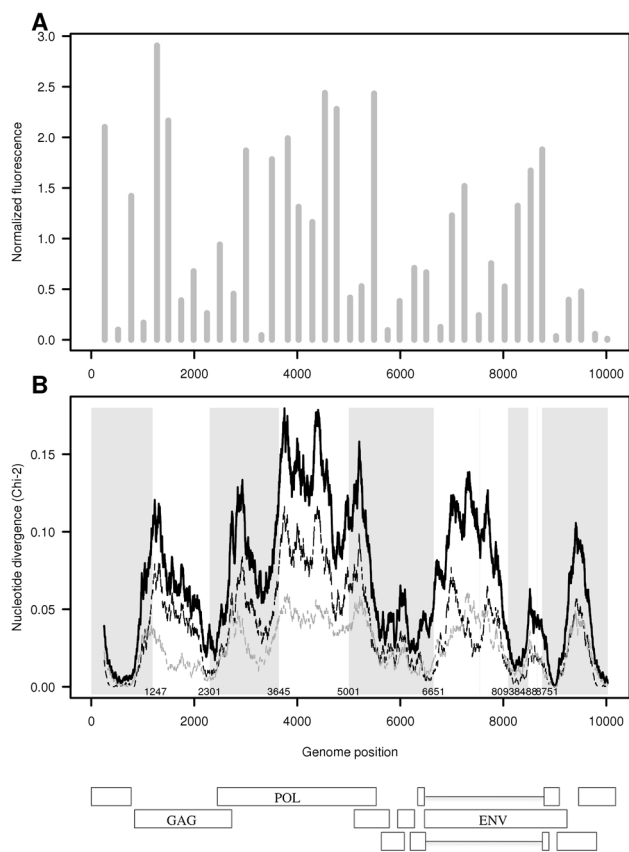 A
Normalized fluorescence
3.0
2.5
2.0
1.5
1.0
0.5
0.0
0 2000 4000 6000 8000 10000
B
Nucleotide divergence (Chi-2)
0.15
0.10
0.05
0.00
1247 2301 3645 5001 6651 8093 8488 8751
0 2000 4000 6000 8000 10000
Genome position
POL
GAG ENV